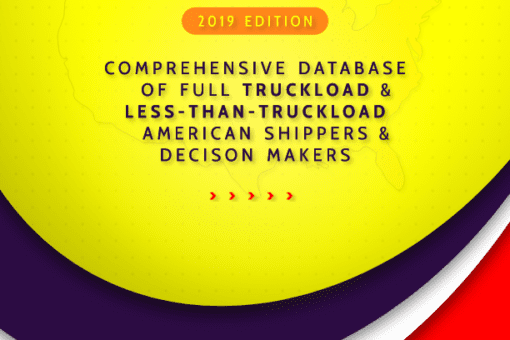 2019 EDITION
COMPREHENSIVE DATABASE
OF FULL TRUCKLOAD &
LESS-THAN-TRUCKLOAD
AMERICAN SHIPPERS &
DECISON MAKERS